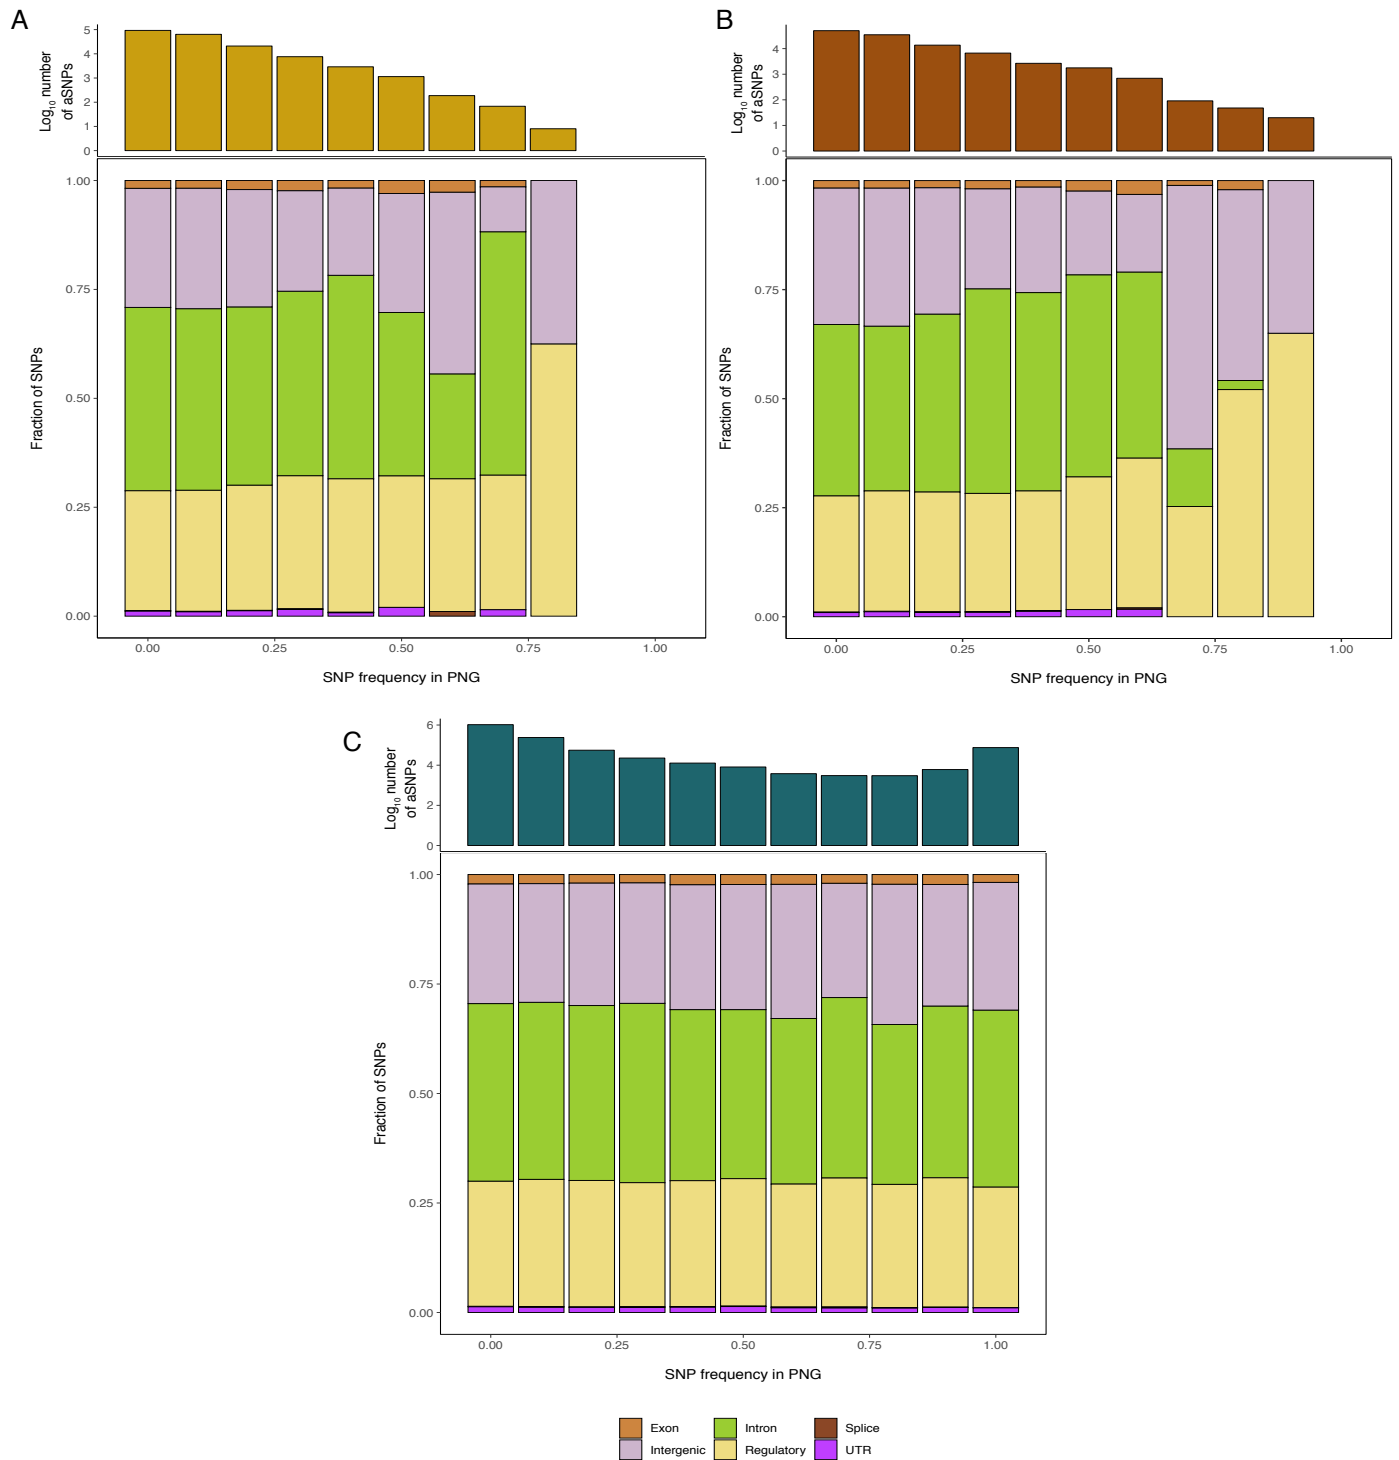 A
Log10 number
of aSNPs
5
4
3
2
1
0
Fraction of SNPs
1.00
0.75
0.50
0.25
0.00
0.00 0.25 0.50 0.75 1.00
SNP frequency in PNG
B
Log10 number
of aSNPs
4
3
2
1
0
Fraction of SNPs
1.00
0.75
0.50
0.25
0.00
0.00 0.25 0.50 0.75 1.00
SNP frequency in PNG
C
Log10 number
of aSNPs
6
4
2
0
Fraction of SNPs
1.00
0.75
0.50
0.25
0.00
0.00 0.25 0.50 0.75 1.00
SNP frequency in PNG
Exon Intron Splice
Intergenic Regulatory UTR